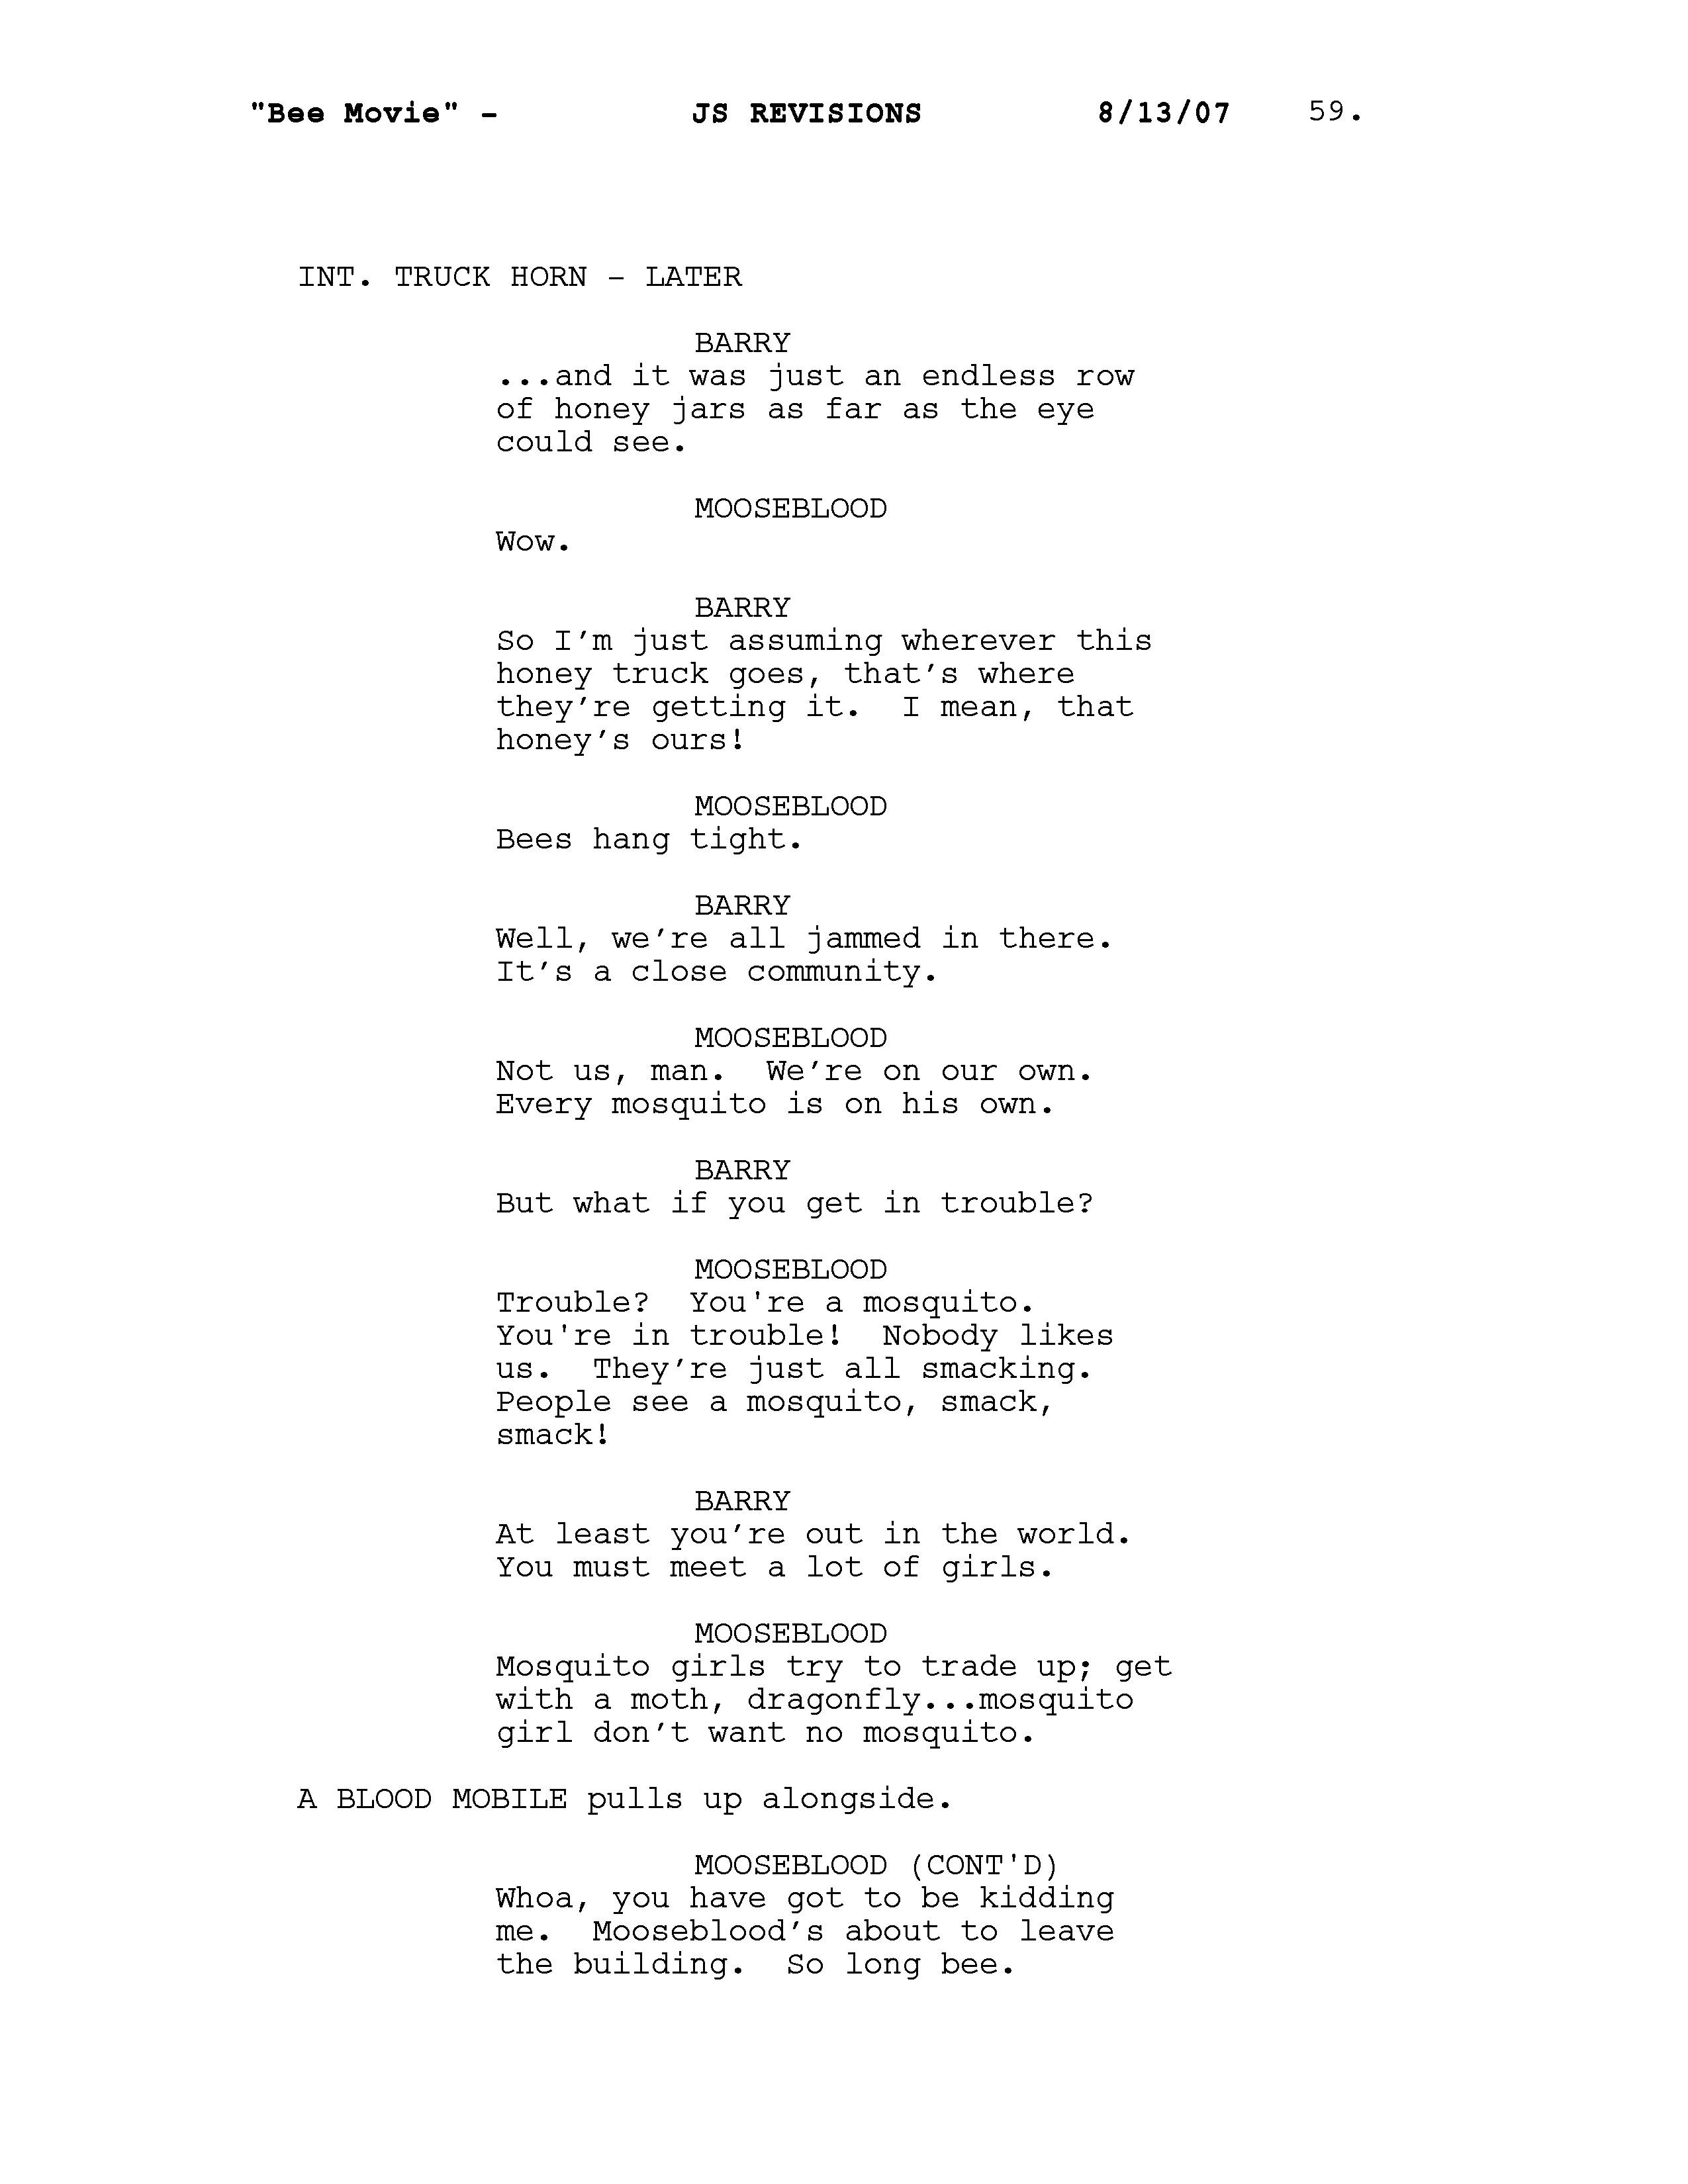 "Bee Movie" - JS REVISIONS 8/13/07 59.
INT. TRUCK HORN - LATER
BARRY
...and it was just an endless row
of honey jars as far as the eye
could see.
MOOSEBLOOD
Wow.
BARRY
So I’m just assuming wherever this
honey truck goes, that’s where
they’re getting it.  I mean, that
honey’s ours!
MOOSEBLOOD
Bees hang tight.
BARRY
Well, we’re all jammed in there.
It’s a close community.
MOOSEBLOOD
Not us, man.  We’re on our own.
Every mosquito is on his own.
BARRY
But what if you get in trouble?
MOOSEBLOOD
Trouble?  You're a mosquito.
You're in trouble!  Nobody likes
us.  They’re just all smacking.
People see a mosquito, smack,
smack!
BARRY
At least you’re out in the world.
You must meet a lot of girls.
MOOSEBLOOD
Mosquito girls try to trade up; get
with a moth, dragonfly...mosquito
girl don’t want no mosquito.
A BLOOD MOBILE pulls up alongside.
MOOSEBLOOD (CONT'D)
Whoa, you have got to be kidding
me.  Mooseblood’s about to leave
the building.  So long bee.